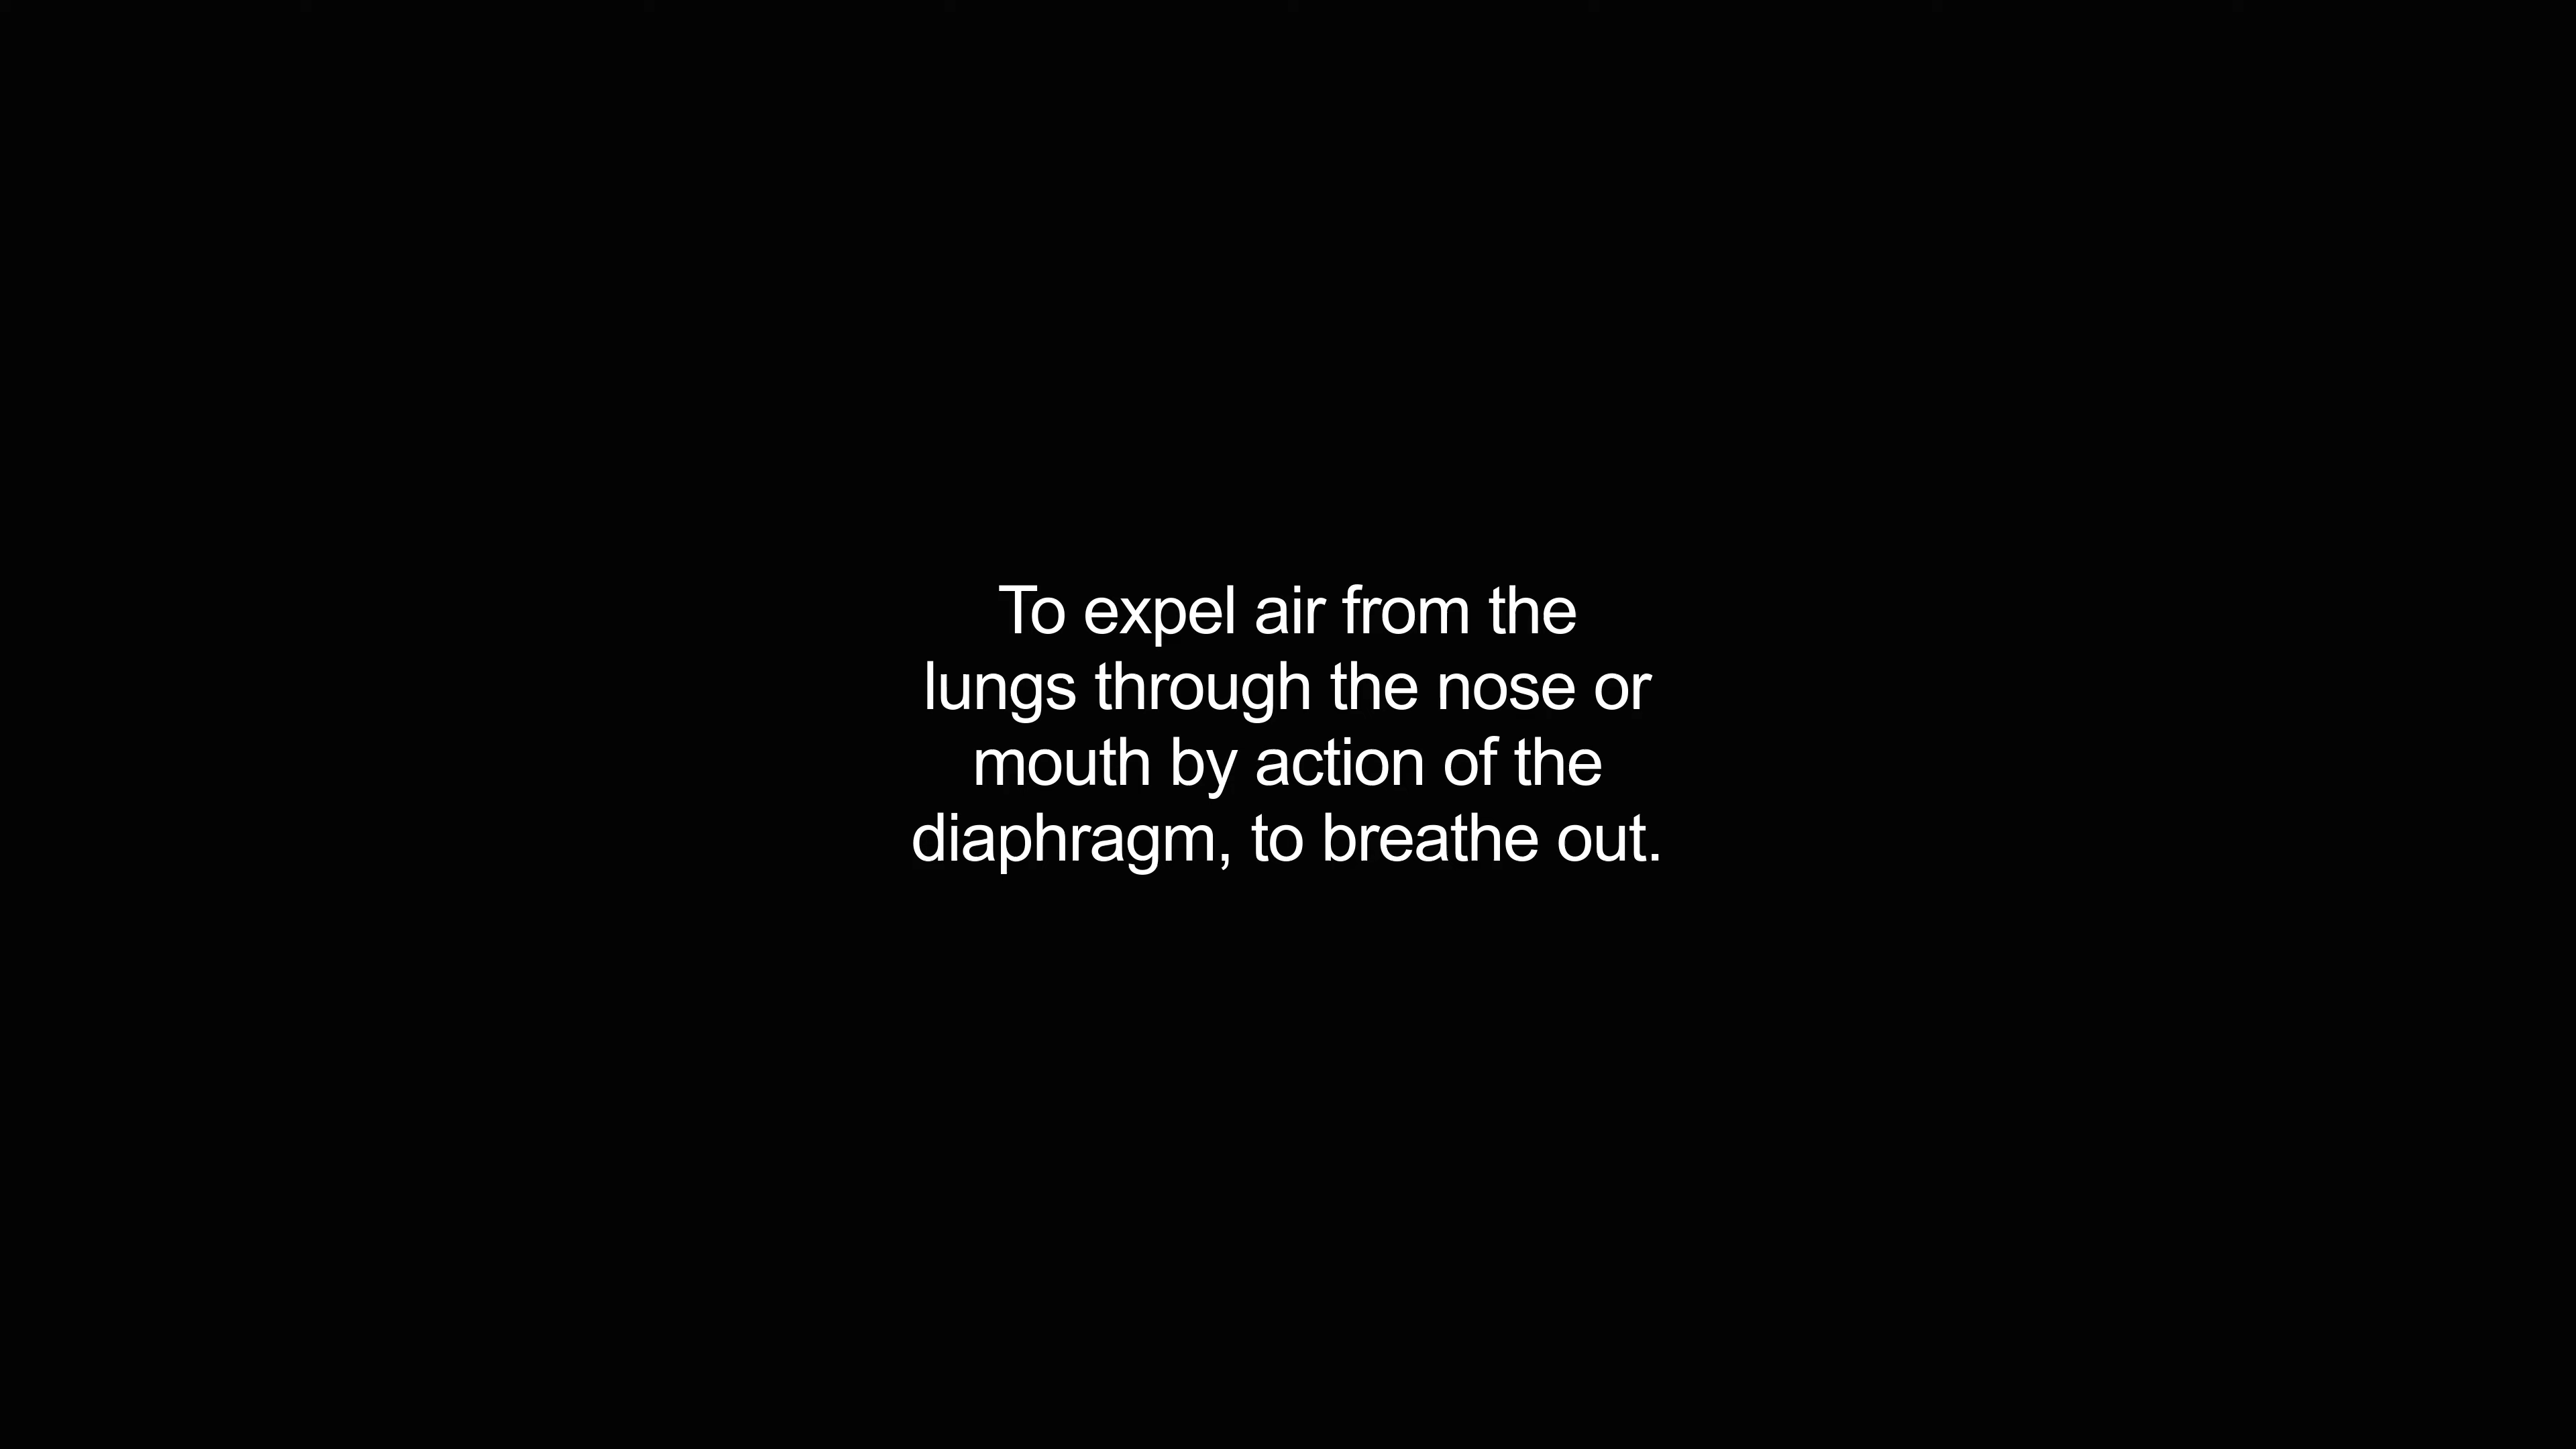 To expel air from the
lungs through the nose or
mouth by action of the
diaphragm, to breathe out.